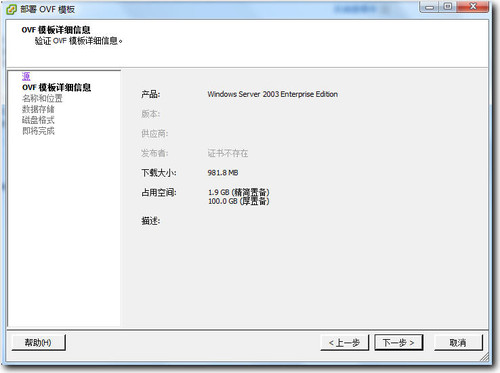 部署 OVF 模板
OVF 模板详细信息
验证 OVF 模板详细信息。
源
OVF 模板详细信息
名称和位置
数据存储
磁盘格式
即将完成
产品: Windows Server 2003 Enterprise Edition
版本:
供应商:
发布者: 证书不存在
下载大小: 981.8 MB
占用空间: 1.9 GB (精简置备)
100.0 GB (厚置备)
描述:
帮助(H)
< 上一步
下一步 >
取消